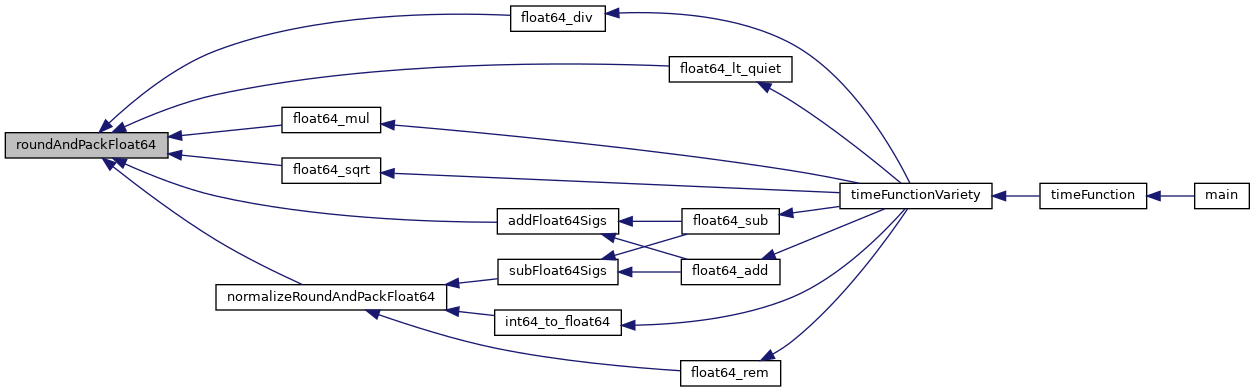 float64_div
float64_lt_quiet
float64_mul
roundAndPackFloat64
float64_sqrt
timeFunctionVariety
timeFunction
main
addFloat64Sigs
float64_sub
subFloat64Sigs
float64_add
normalizeRoundAndPackFloat64
int64_to_float64
float64_rem